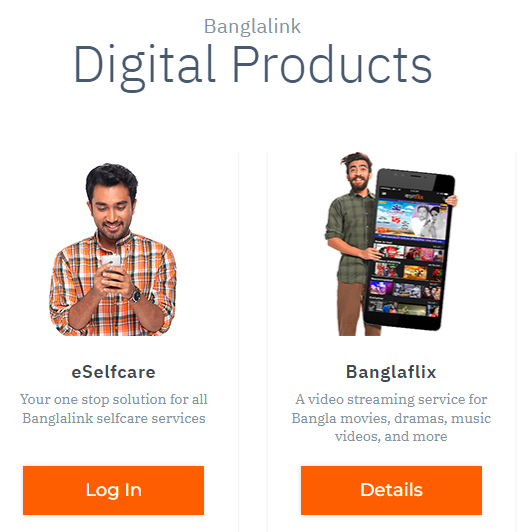 Banglalink
Digital Products
eSelfcare
Your one stop solution for all
Banglalink selfcare services
Log In
Banglaflix
A video streaming service for
Bangla movies, dramas, music
videos, and more
Details